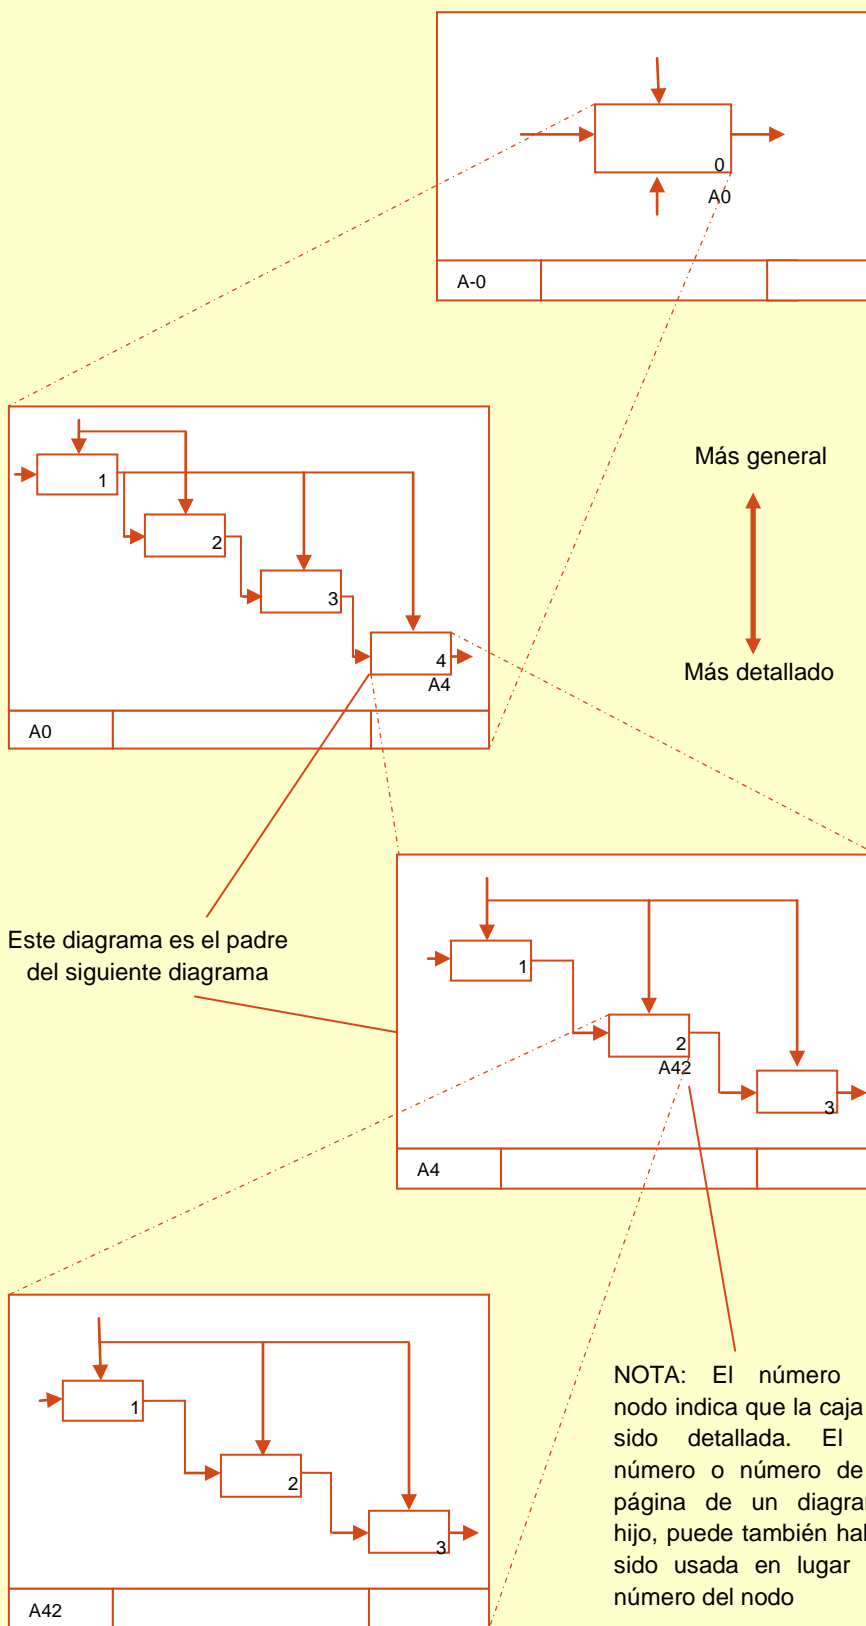 0
A0
A-0
1
2
3
4
A4
A0
Más general
Más detallado
Este diagrama es el padre
del siguiente diagrama
1
2
A42
3
A4
1
2
3
A42
NOTA: El número
nodo indica que la caja
sido detallada. El
número o número de
página de un
hijo, puede también
sido usada en lugar
número del nodo